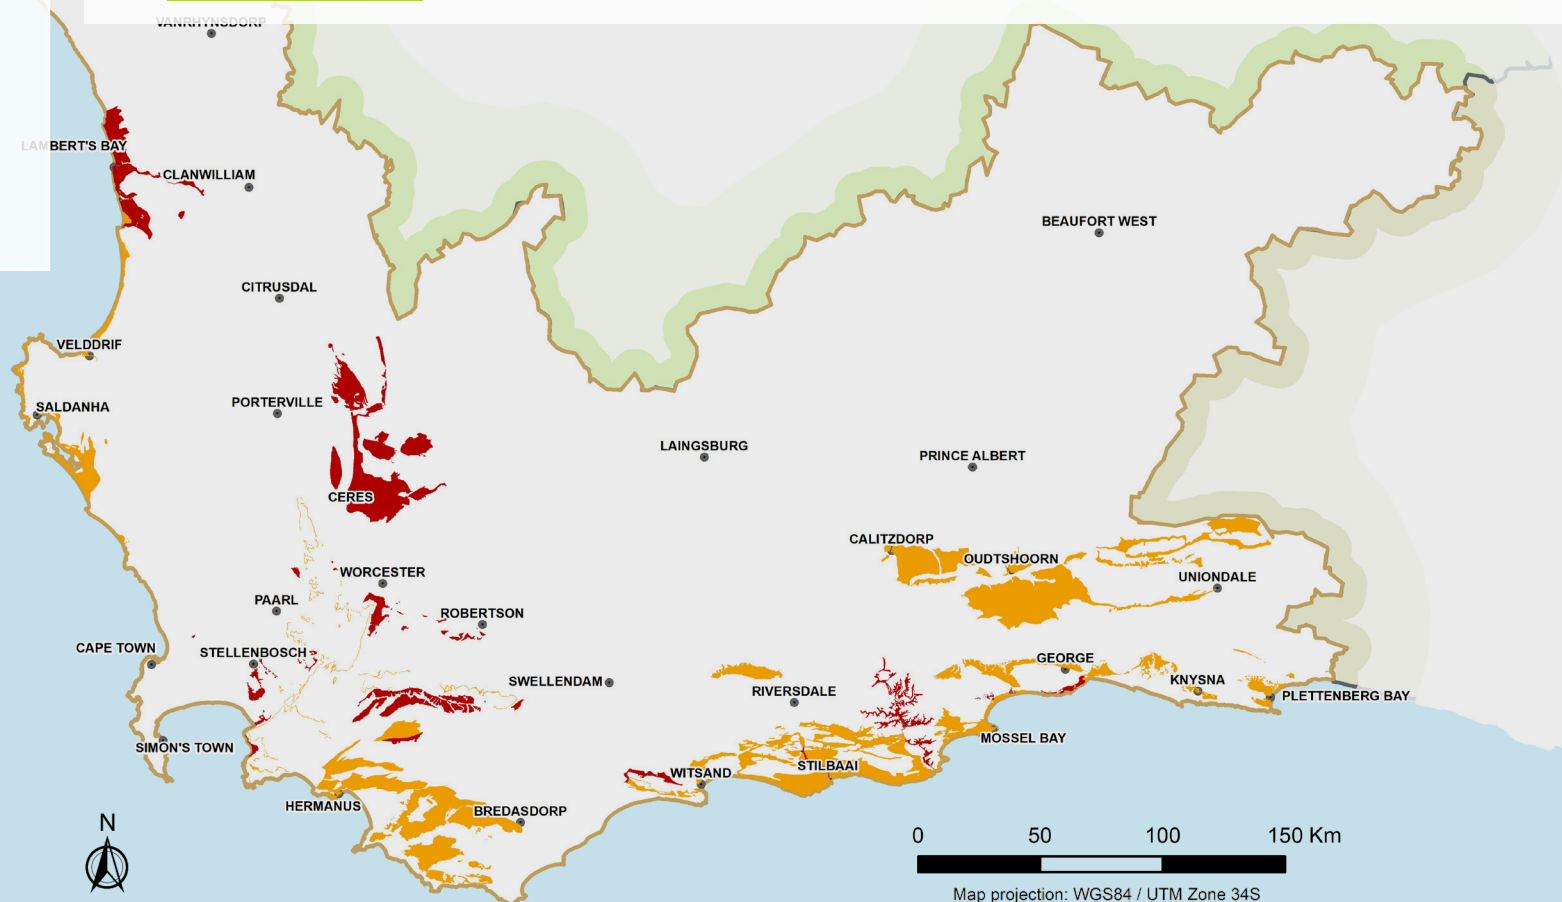 VANRHYNSDORP
LAMBERT'S BAY
CLANWILLIAM
BEAUFORT WEST
CITRUSDAL
VELDDRIF
PORTERVILLE
SALDANHA
LAINGSBURG
PRINCE ALBERT
CERES
CALITZDORP
OUDTSHOORN
WORCESTER
UNIONDALE
PAARL
ROBERTSON
CAPE TOWN
STELLENBOSCH
GEORGE
SWELLENDAM
KNYSNA
RIVERSDALE
PLETTENBERG BAY
SIMON'S TOWN
MOSSEL BAY
WITSAND
STILBAAI
HERMANUS
BREDASDORP
N
0 50 100 150 Km
Map projection: WGS84 / UTM Zone 34S